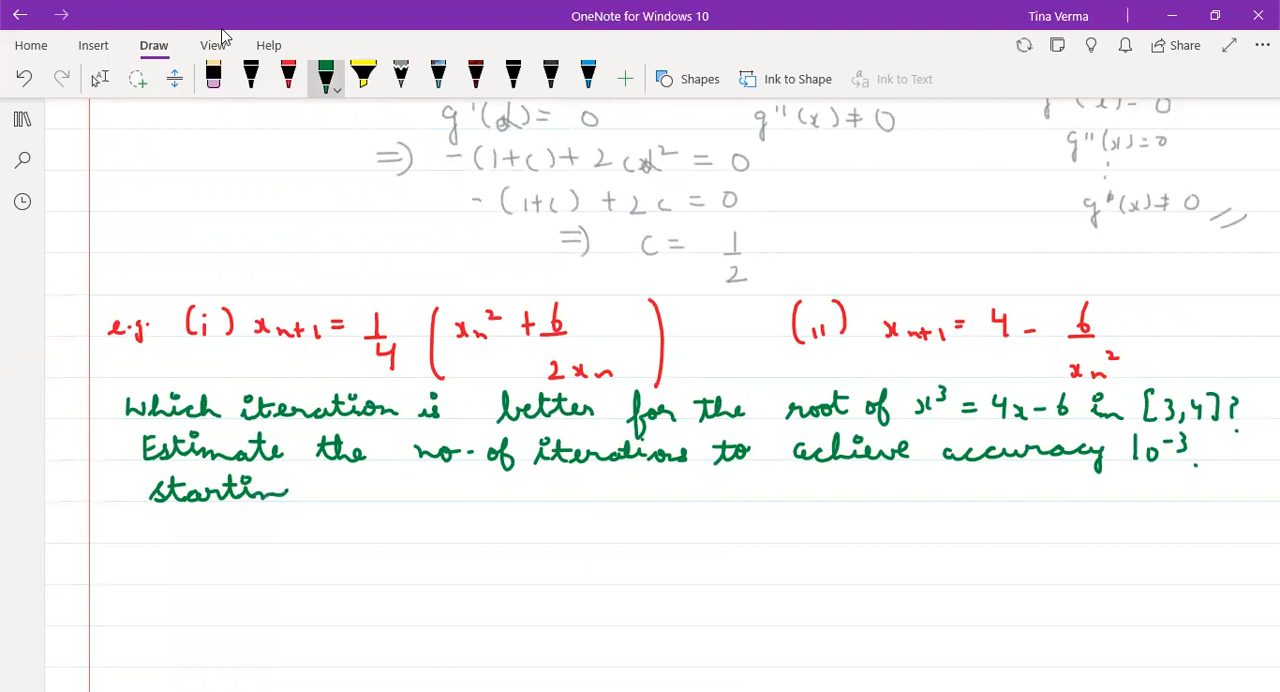 OneNote for Windows 10
Tina Verma
Home Insert Draw View Help
Share
Shapes Ink to Shape Ink to Text
g'(α) = 0 g''(x) ≠ 0
g''(x) = 0
⇒) -(1+c) + 2cα² = 0
-(1+c) + 2c = 0 g^p(x) ≠ 0 //
⇒) c = 1/2
e.g. (i) xₙ₊₁ = 1/4 (xₙ² + 6/2xₙ) (ii) xₙ₊₁ = 4 - 6/xₙ²
Which iteration is better for the root of x³ = 4x-6 in [3,4]?
Estimate the no. of iterations to achieve accuracy 10⁻³.
startin